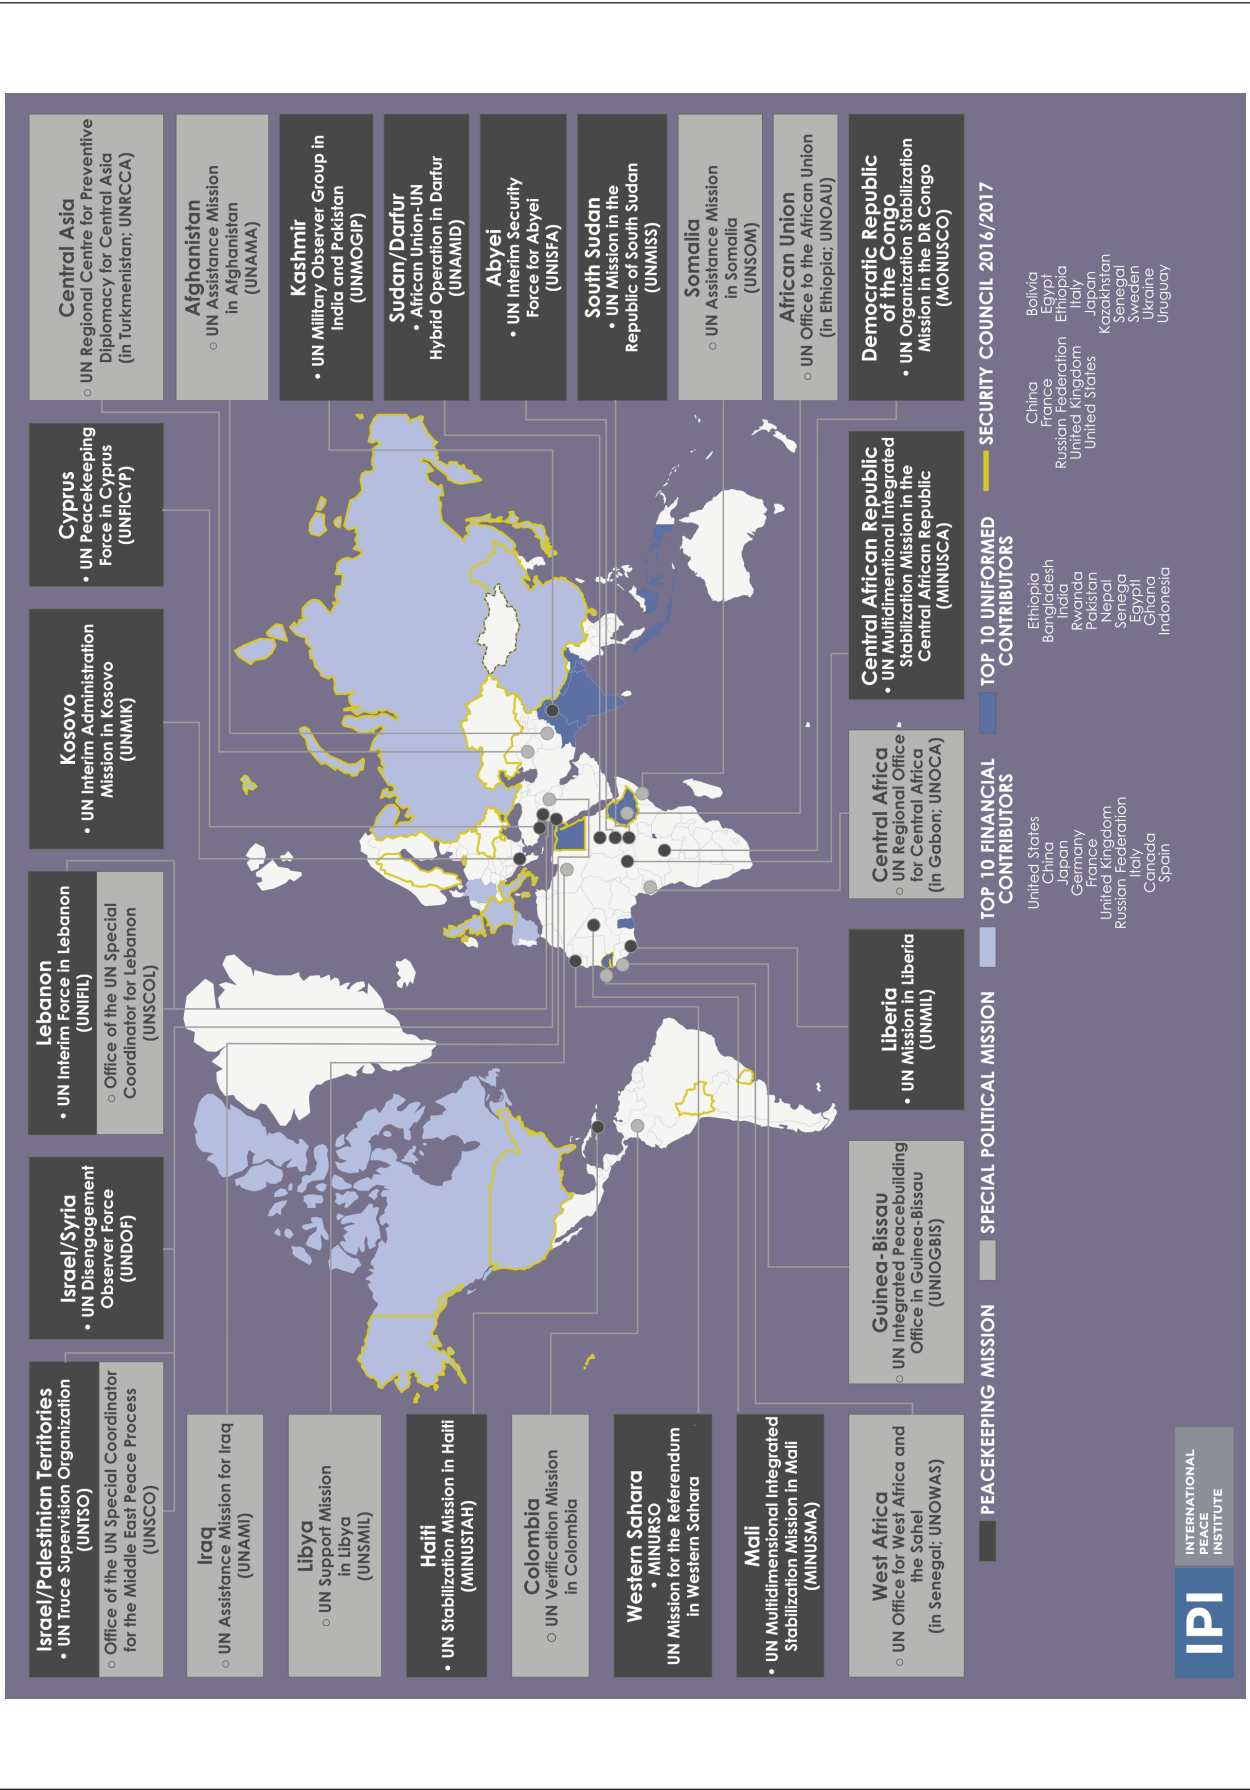 Israel/Palestinian Territories
• UN Truce Supervision Organization
(UNTSO)
○ Office of the UN Special Coordinator
for the Middle East Peace Process
(UNSCO)
Israel/Syria
• UN Disengagement
Observer Force
(UNDOF)
Lebanon
• UN Interim Force in Lebanon
(UNIFIL)
○ Office of the UN Special
Coordinator for Lebanon
(UNSCOL)
Kosovo
• UN Interim Administration
Mission in Kosovo
(UNMIK)
Cyprus
• UN Peacekeeping
Force in Cyprus
(UNFICYP)
Central Asia
○ UN Regional Centre for Preventive
Diplomacy for Central Asia
(in Turkmenistan; UNRCCA)
Iraq
○ UN Assistance Mission for Iraq
(UNAMI)
Libya
○ UN Support Mission
in Libya
(UNSMIL)
Haiti
• UN Stabilization Mission in Haiti
(MINUSTAH)
Colombia
○ UN Verification Mission
in Colombia
Western Sahara
• MINURSO
UN Mission for the Referendum
in Western Sahara
Mali
• UN Multidimensional Integrated
Stabilization Mission in Mali
(MINUSMA)
West Africa
○ UN Office for West Africa and
the Sahel
(in Senegal; UNOWAS)
Afghanistan
○ UN Assistance Mission
in Afghanistan
(UNAMA)
Kashmir
• UN Military Observer Group in
India and Pakistan
(UNMOGIP)
Sudan/Darfur
• African Union-UN
Hybrid Operation in Darfur
(UNAMID)
Abyei
• UN Interim Security
Force for Abyei
(UNISFA)
South Sudan
• UN Mission in the
Republic of South Sudan
(UNMISS)
Somalia
○ UN Assistance Mission
in Somalia
(UNSOM)
African Union
○ UN Office to the African Union
(in Ethiopia; UNOAU)
Democratic Republic
of the Congo
• UN Organization Stabilization
Mission in the DR Congo
(MONUSCO)
Guinea-Bissau
○ UN Integrated Peacebuilding
Office in Guinea-Bissau
(UNIOGBIS)
Liberia
• UN Mission in Liberia
(UNMIL)
Central Africa
○ UN Regional Office
for Central Africa
(in Gabon; UNOCA)
Central African Republic
• UN Multidimentional Integrated
Stabilization Mission in the
Central African Republic
(MINUSCA)
PEACEKEEPING MISSION
SPECIAL POLITICAL MISSION
TOP 10 FINANCIAL
CONTRIBUTORS
United States
China
Japan
Germany
France
United Kingdom
Russian Federation
Italy
Canada
Spain
TOP 10 UNIFORMED
CONTRIBUTORS
Ethiopia
Bangladesh
India
Rwanda
Pakistan
Nepal
Senega
Egyptl
Ghana
Indonesia
SECURITY COUNCIL 2016/2017
China
France
Russian Federation
United Kingdom
United States
Bolivia
Egypt
Ethiopia
Italy
Japan
Kazakhstan
Senegal
Sweden
Ukraine
Uruguay
IPI
INTERNATIONAL
PEACE
INSTITUTE